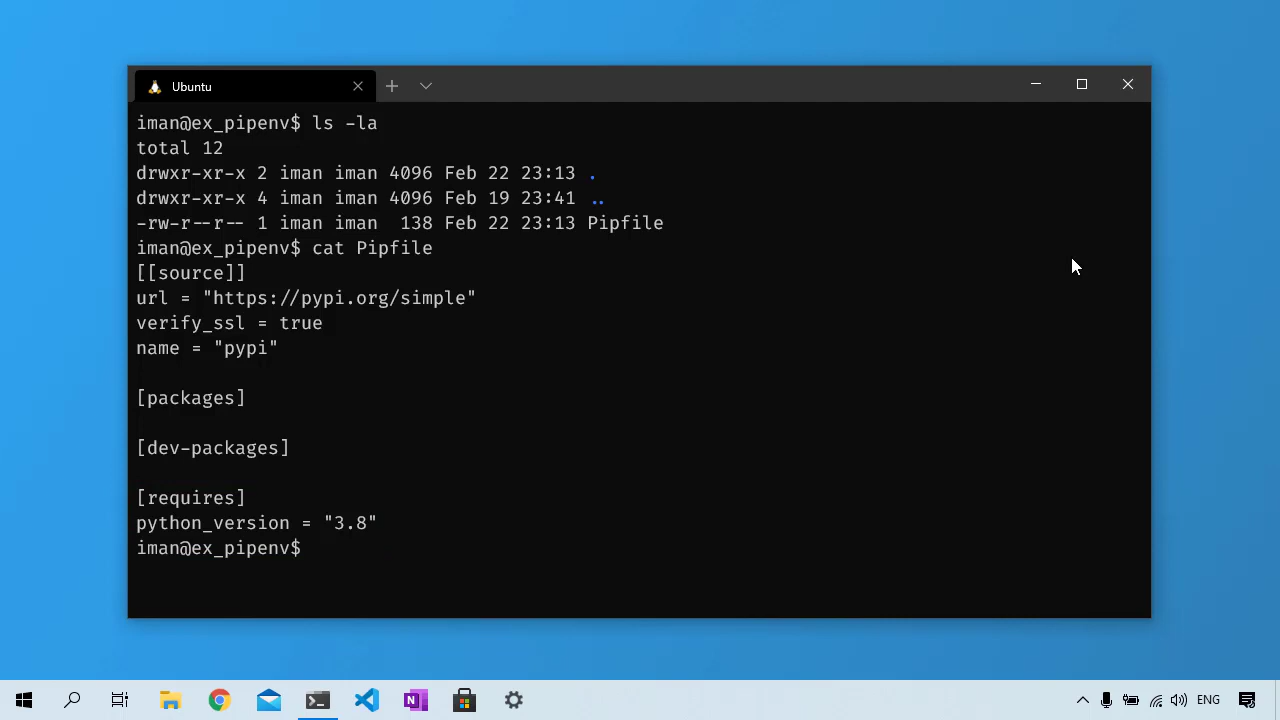 Ubuntu
iman@ex_pipenv$ ls -la
total 12
drwxr-xr-x 2 iman iman 4096 Feb 22 23:13 .
drwxr-xr-x 4 iman iman 4096 Feb 19 23:41 ..
-rw-r--r-- 1 iman iman  138 Feb 22 23:13 Pipfile
iman@ex_pipenv$ cat Pipfile
[[source]]
url = "https://pypi.org/simple"
verify_ssl = true
name = "pypi"

[packages]

[dev-packages]

[requires]
python_version = "3.8"
iman@ex_pipenv$
ENG